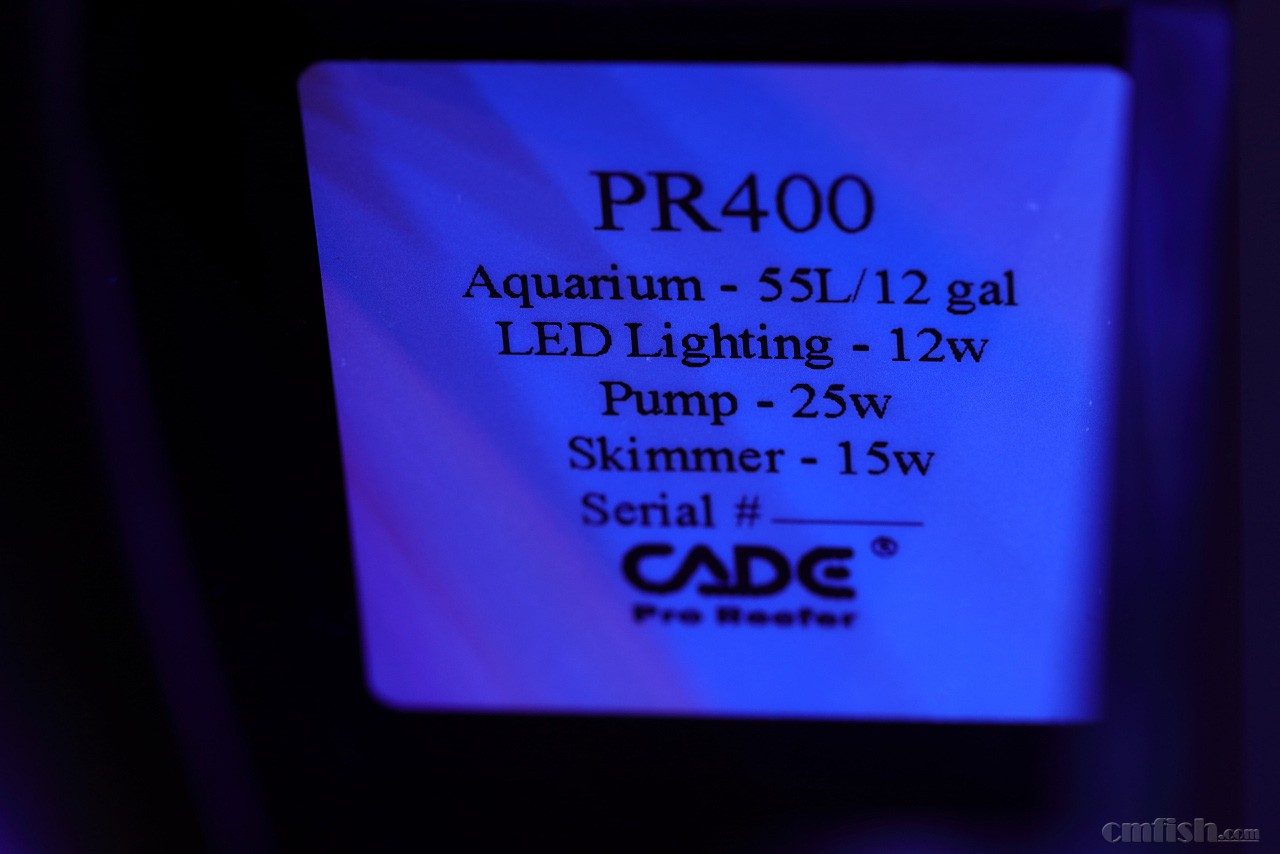 PR400
Aquarium - 55L/12 gal
LED Lighting - 12w
Pump - 25w
Skimmer - 15w
Serial #______
CADE ®
Pro Reefer
cmfish.com